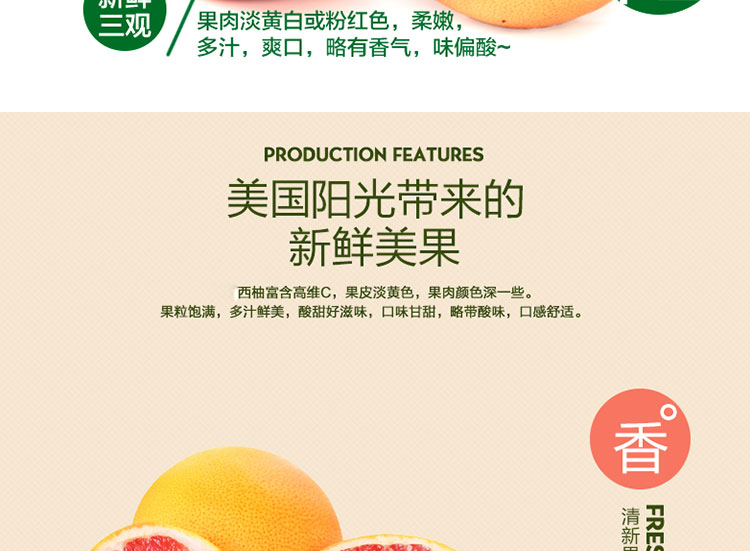 新鲜
三观
果肉淡黄白或粉红色，柔嫩，
多汁，爽口，略有香气，味偏酸~
PRODUCTION FEATURES
美国阳光带来的
新鲜美果
西柚富含高维C，果皮淡黄色，果肉颜色深一些。
果粒饱满，多汁鲜美，酸甜好滋味，口味甘甜，略带酸味，口感舒适。
香
FRES
清新果